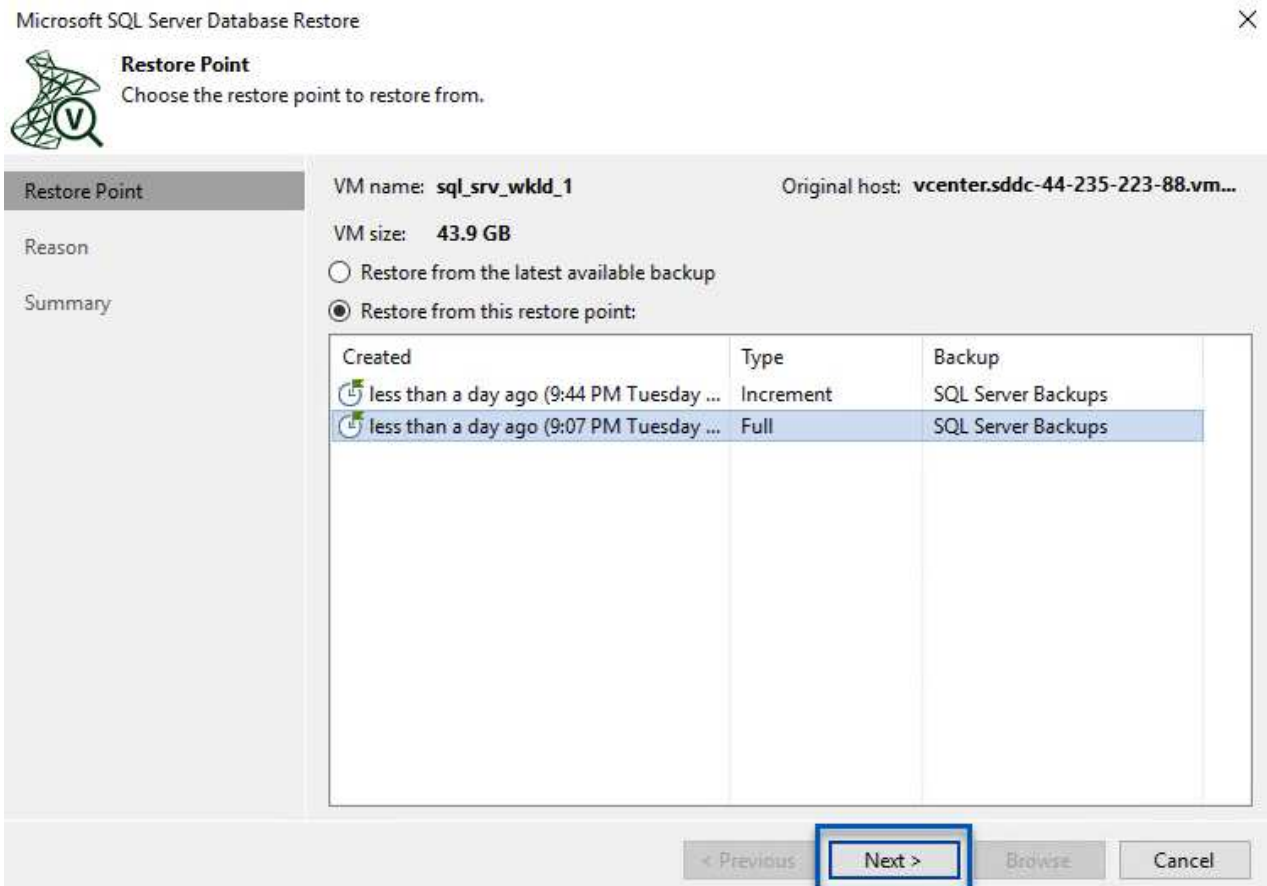 Microsoft SQL Server Database Restore
Restore Point
Choose the restore point to restore from.
V
Restore Point
Reason
Summary
VM name: sql_srv_wkld_1 Original host: vcenter.sddc-44-235-223-88.vm...
VM size: 43.9 GB
Restore from the latest available backup
Restore from this restore point:
Created Type Backup
less than a day ago (9:44 PM Tuesday ... Increment SQL Server Backups
less than a day ago (9:07 PM Tuesday ... Full SQL Server Backups
< Previous Next > Browse Cancel